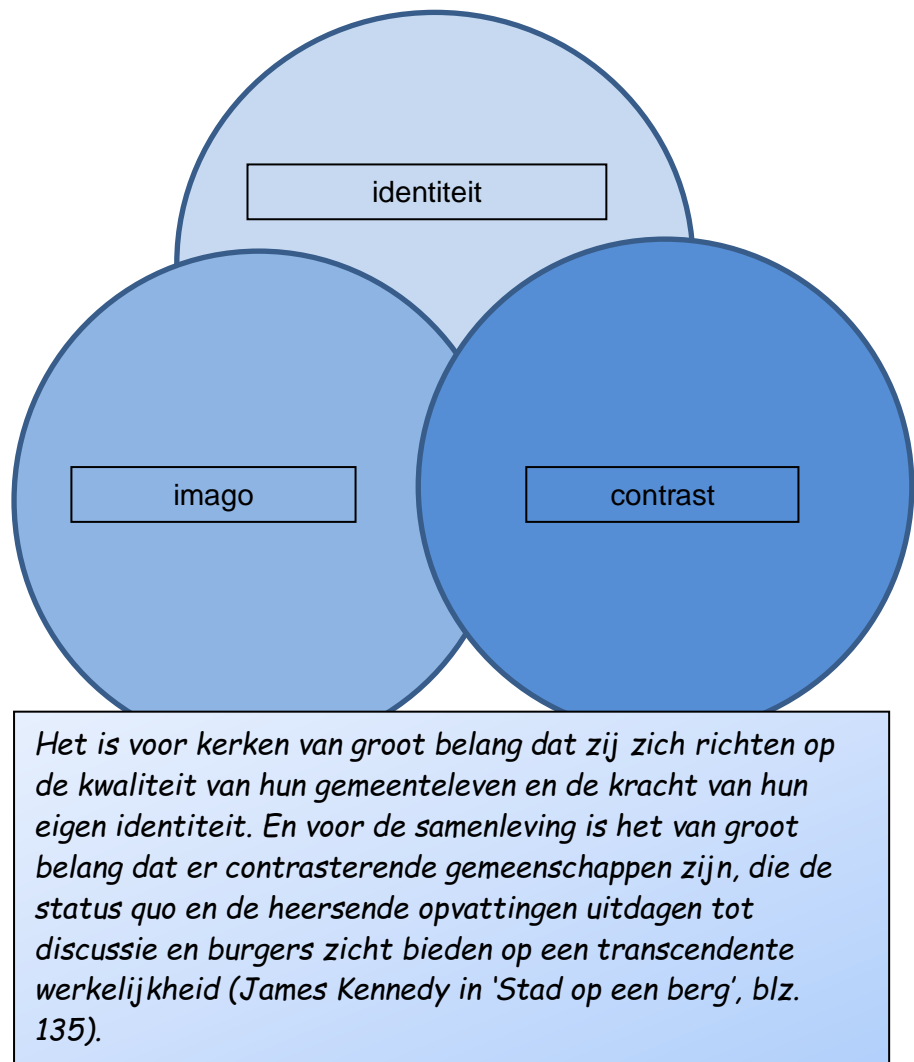 identiteit
imago
contrast
Het is voor kerken van groot belang dat zij zich richten op
de kwaliteit van hun gemeenteleven en de kracht van hun
eigen identiteit. En voor de samenleving is het van groot
belang dat er contrasterende gemeenschappen zijn, die de
status quo en de heersende opvattingen uitdagen tot
discussie en burgers zicht bieden op een transcendente
werkelijkheid (James Kennedy in ‘Stad op een berg’, blz.
135).